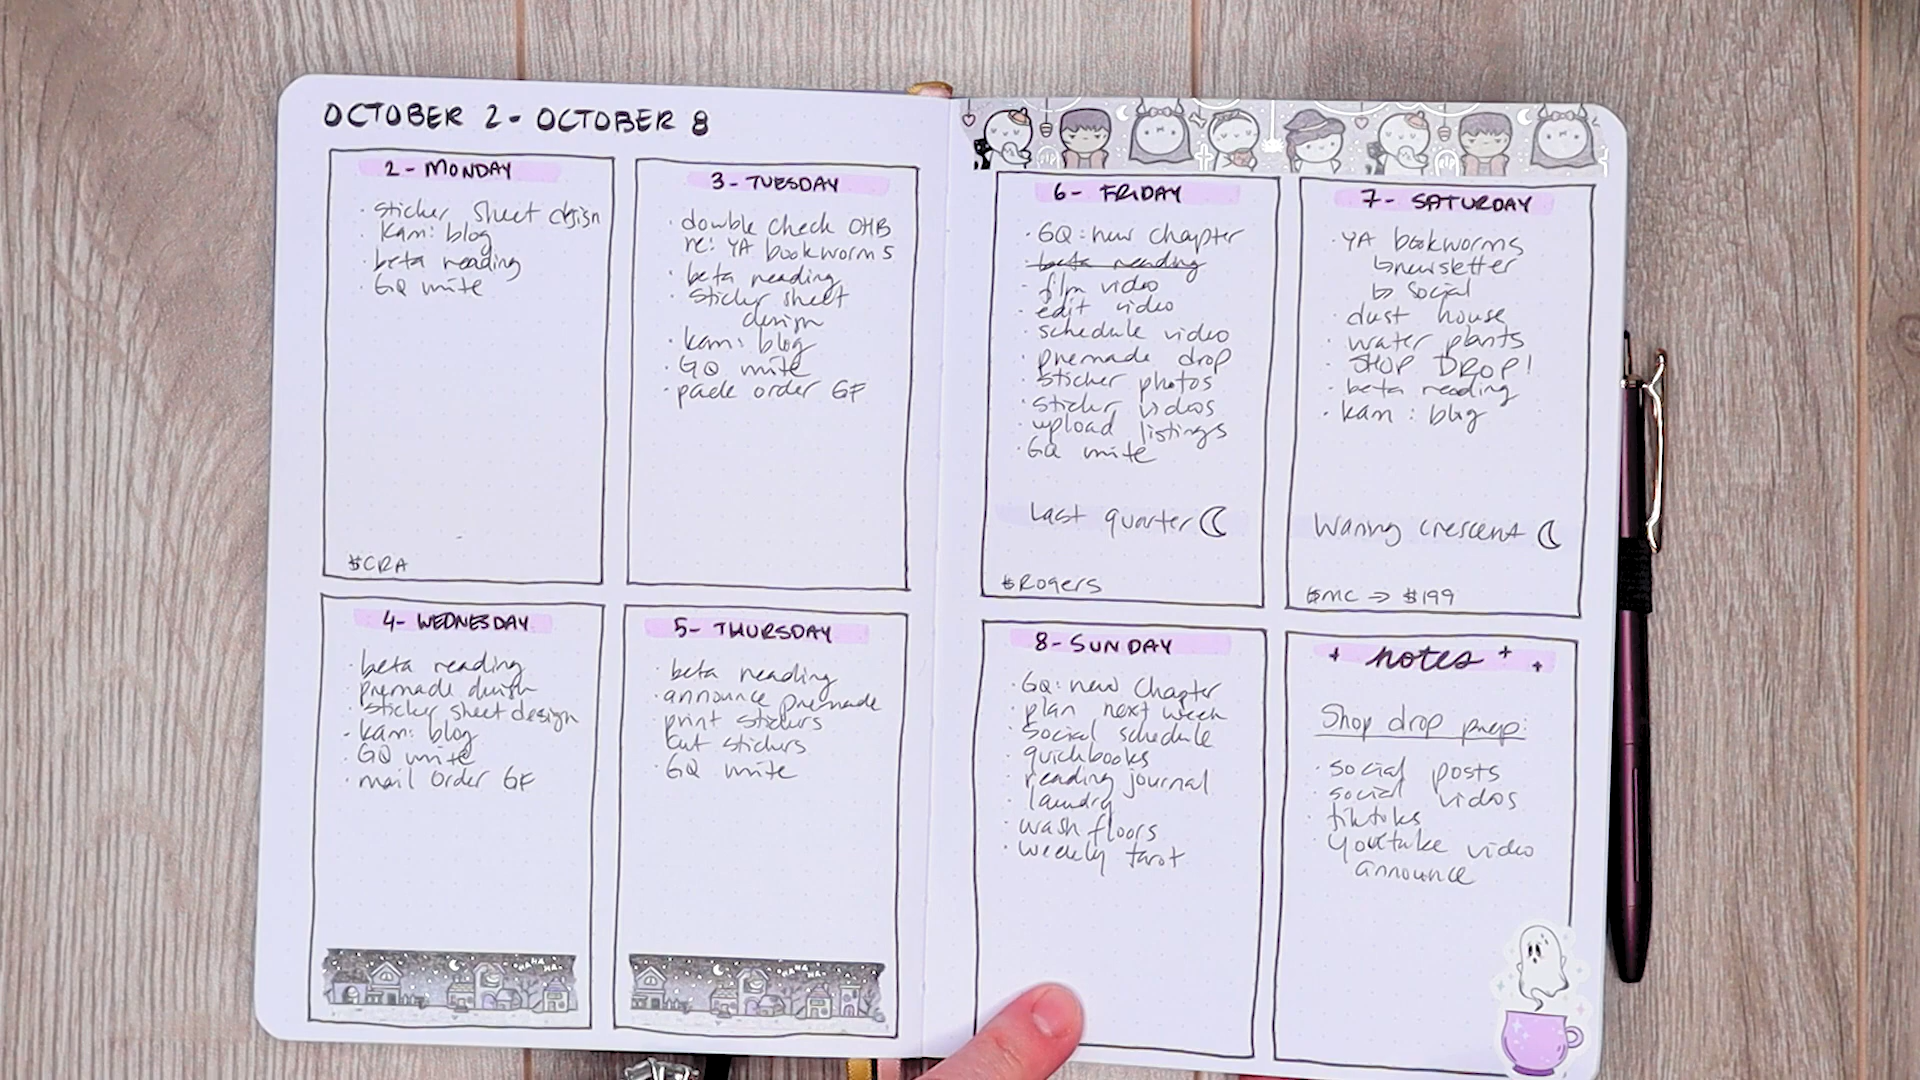 OCTOBER 2 - OCTOBER 8
2 - MONDAY
· sticker sheet design
· kam: blog
· beta reading
· GQ write
$CRA
3 - TUESDAY
· double check OHB
re: YA bookworms
· beta reading
· sticker sheet
design
· kam: blog
· GQ write
· pack order GF
4 - WEDNESDAY
· beta reading
· premade design
· sticker sheet design
· kam: blog
· GQ write
· mail order GF
HA HA HA
5 - THURSDAY
· beta reading
· announce premade
· print stickers
· cut stickers
· GQ write
HA HA HA
6 - FRIDAY
· GQ: new chapter
· beta reading
· film video
· edit video
· schedule video
· premade drop
· sticker photos
· sticker videos
· upload listings
· GQ write
Last quarter
$Rogers
7 - SATURDAY
· YA bookworms
↳ newsletter
↳ social
· dust house
· water plants
· SHOP DROP!
· beta reading
· kam: blog
Waning crescent
$MC → $199
8 - SUNDAY
· GQ: new chapter
· plan next week
· social schedule
· quickbooks
· reading journal
· laundry
· wash floors
· weekly tarot
notes
Shop drop prep:
· social posts
· social videos
· tiktoks
· youtube video
announce